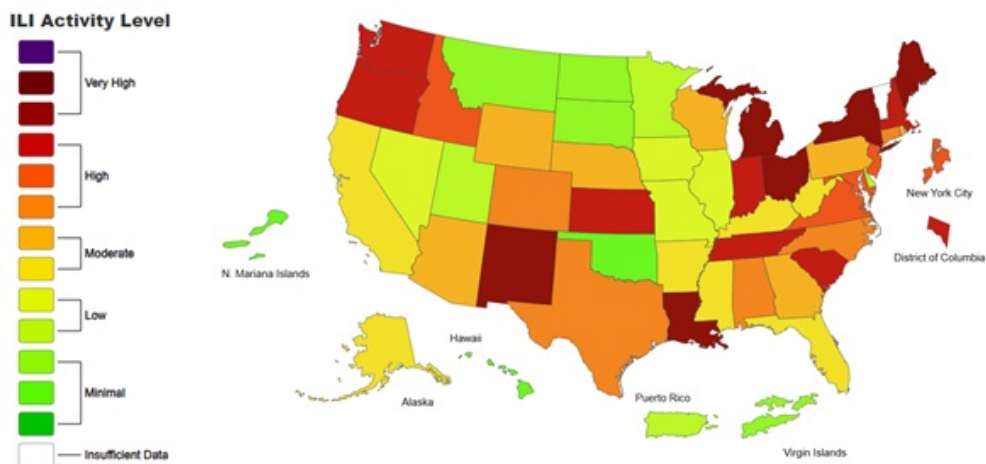 ILI Activity Level
Very High
High
Moderate
Low
Minimal
Insufficient Data
New York City
District of Columbia
N. Mariana Islands
Hawaii
Alaska
Puerto Rico
Virgin Islands